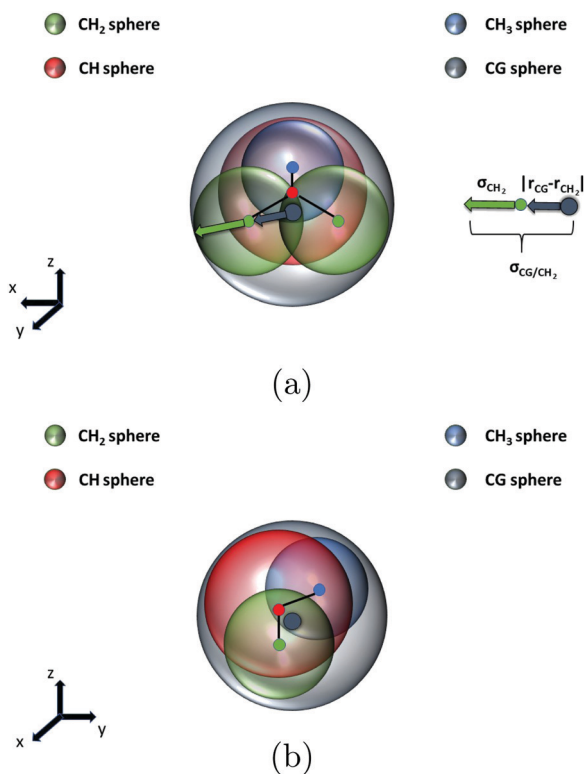 CH₂ sphere CH₃ sphere
CH sphere CG sphere
σCH₂ |rCG-rCH₂|
σCG/CH₂
z
x
y
(a)
CH₂ sphere CH₃ sphere
CH sphere CG sphere
z
x y
(b)